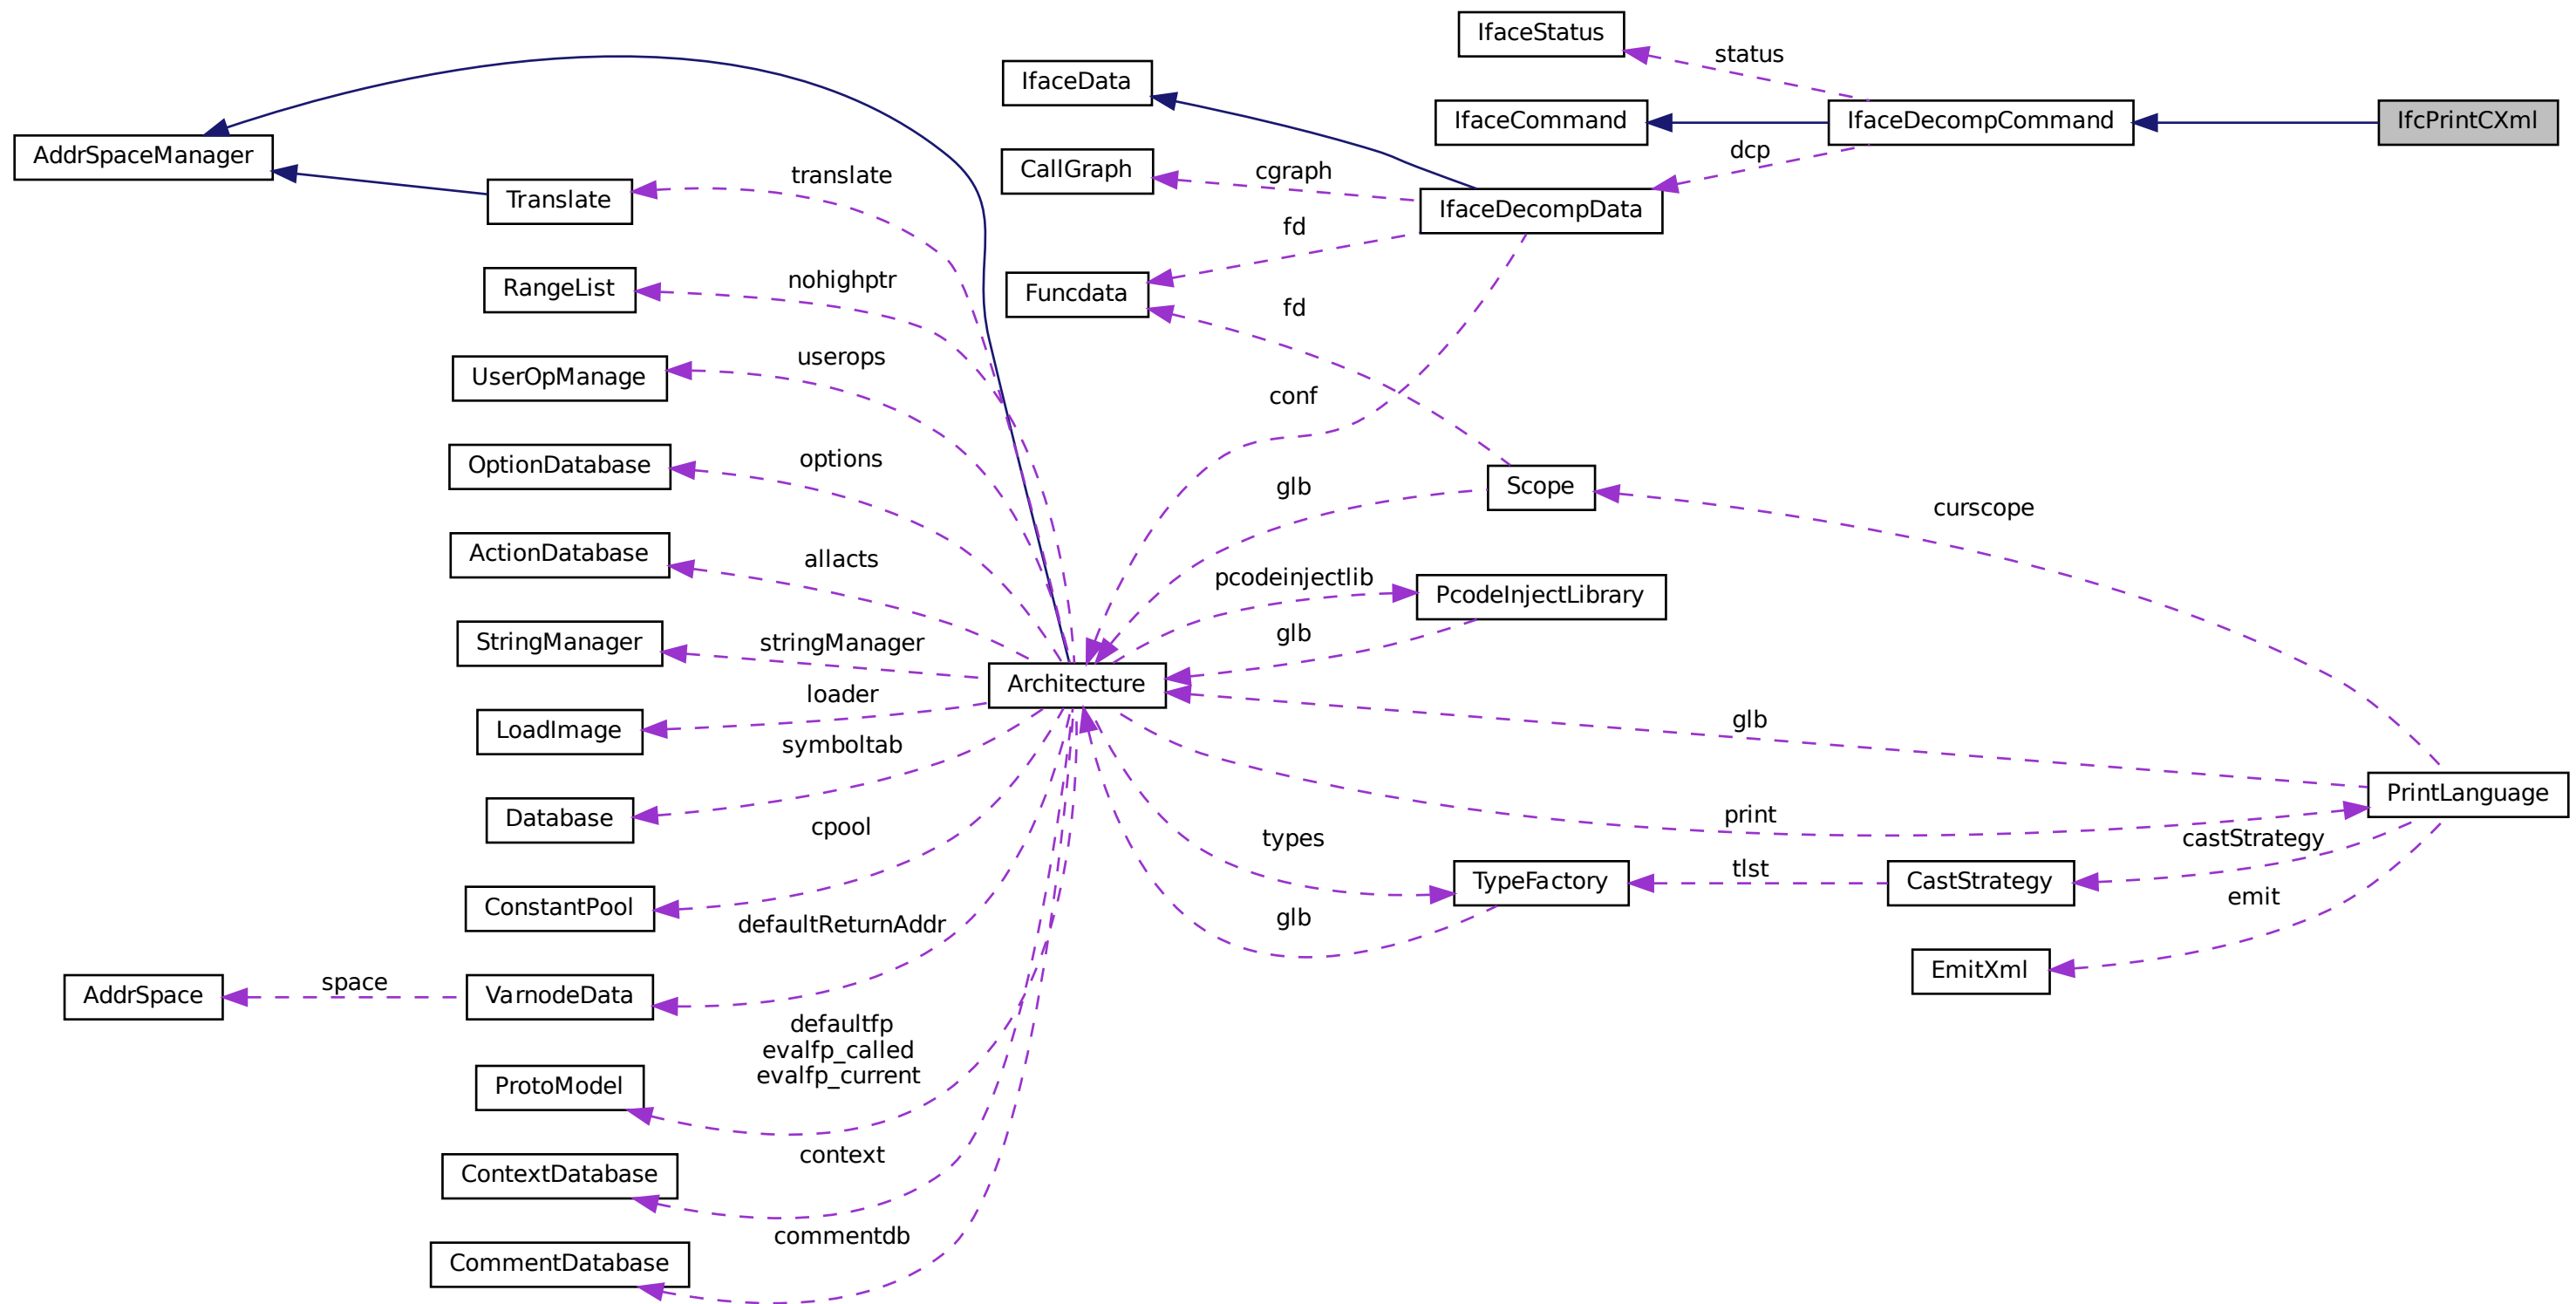 IfaceStatus
status
IfaceData
IfaceCommand
IfaceDecompCommand
IfcPrintCXml
AddrSpaceManager
translate
CallGraph
cgraph
dcp
Translate
IfaceDecompData
fd
nohighptr
RangeList
Funcdata
fd
userops
UserOpManage
conf
options
OptionDatabase
glb
Scope
curscope
allacts
ActionDatabase
pcodeinjectlib
PcodeInjectLibrary
stringManager
StringManager
glb
Architecture
loader
LoadImage
glb
symboltab
Database
PrintLanguage
print
cpool
types
castStrategy
ConstantPool
TypeFactory
tlst
CastStrategy
defaultReturnAddr
glb
emit
EmitXml
AddrSpace
space
VarnodeData
defaultfp
evalfp_called
evalfp_current
ProtoModel
context
ContextDatabase
commentdb
CommentDatabase